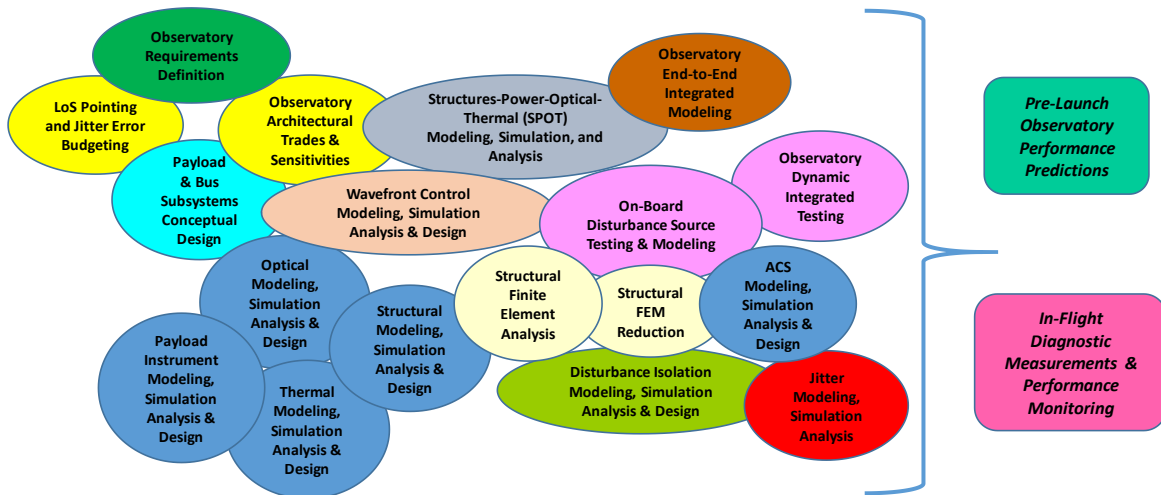 Observatory
Requirements
Definition
LoS Pointing
and Jitter Error
Budgeting
Observatory
Architectural
Trades &
Sensitivities
Structures-Power-Optical-
Thermal (SPOT)
Modeling, Simulation, and
Analysis
Observatory
End-to-End
Integrated
Modeling
Payload
& Bus
Subsystems
Conceptual
Design
Wavefront Control
Modeling, Simulation
Analysis & Design
On-Board
Disturbance Source
Testing & Modeling
Observatory
Dynamic
Integrated
Testing
Optical
Modeling,
Simulation
Analysis &
Design
Structural
Modeling,
Simulation
Analysis &
Design
Structural
Finite
Element
Analysis
Structural
FEM
Reduction
ACS
Modeling,
Simulation
Analysis &
Design
Payload
Instrument
Modeling,
Simulation
Analysis &
Design
Thermal
Modeling,
Simulation
Analysis &
Design
Disturbance Isolation
Modeling, Simulation
Analysis & Design
Jitter
Modeling,
Simulation
Analysis
Pre-Launch
Observatory
Performance
Predictions
In-Flight
Diagnostic
Measurements &
Performance
Monitoring